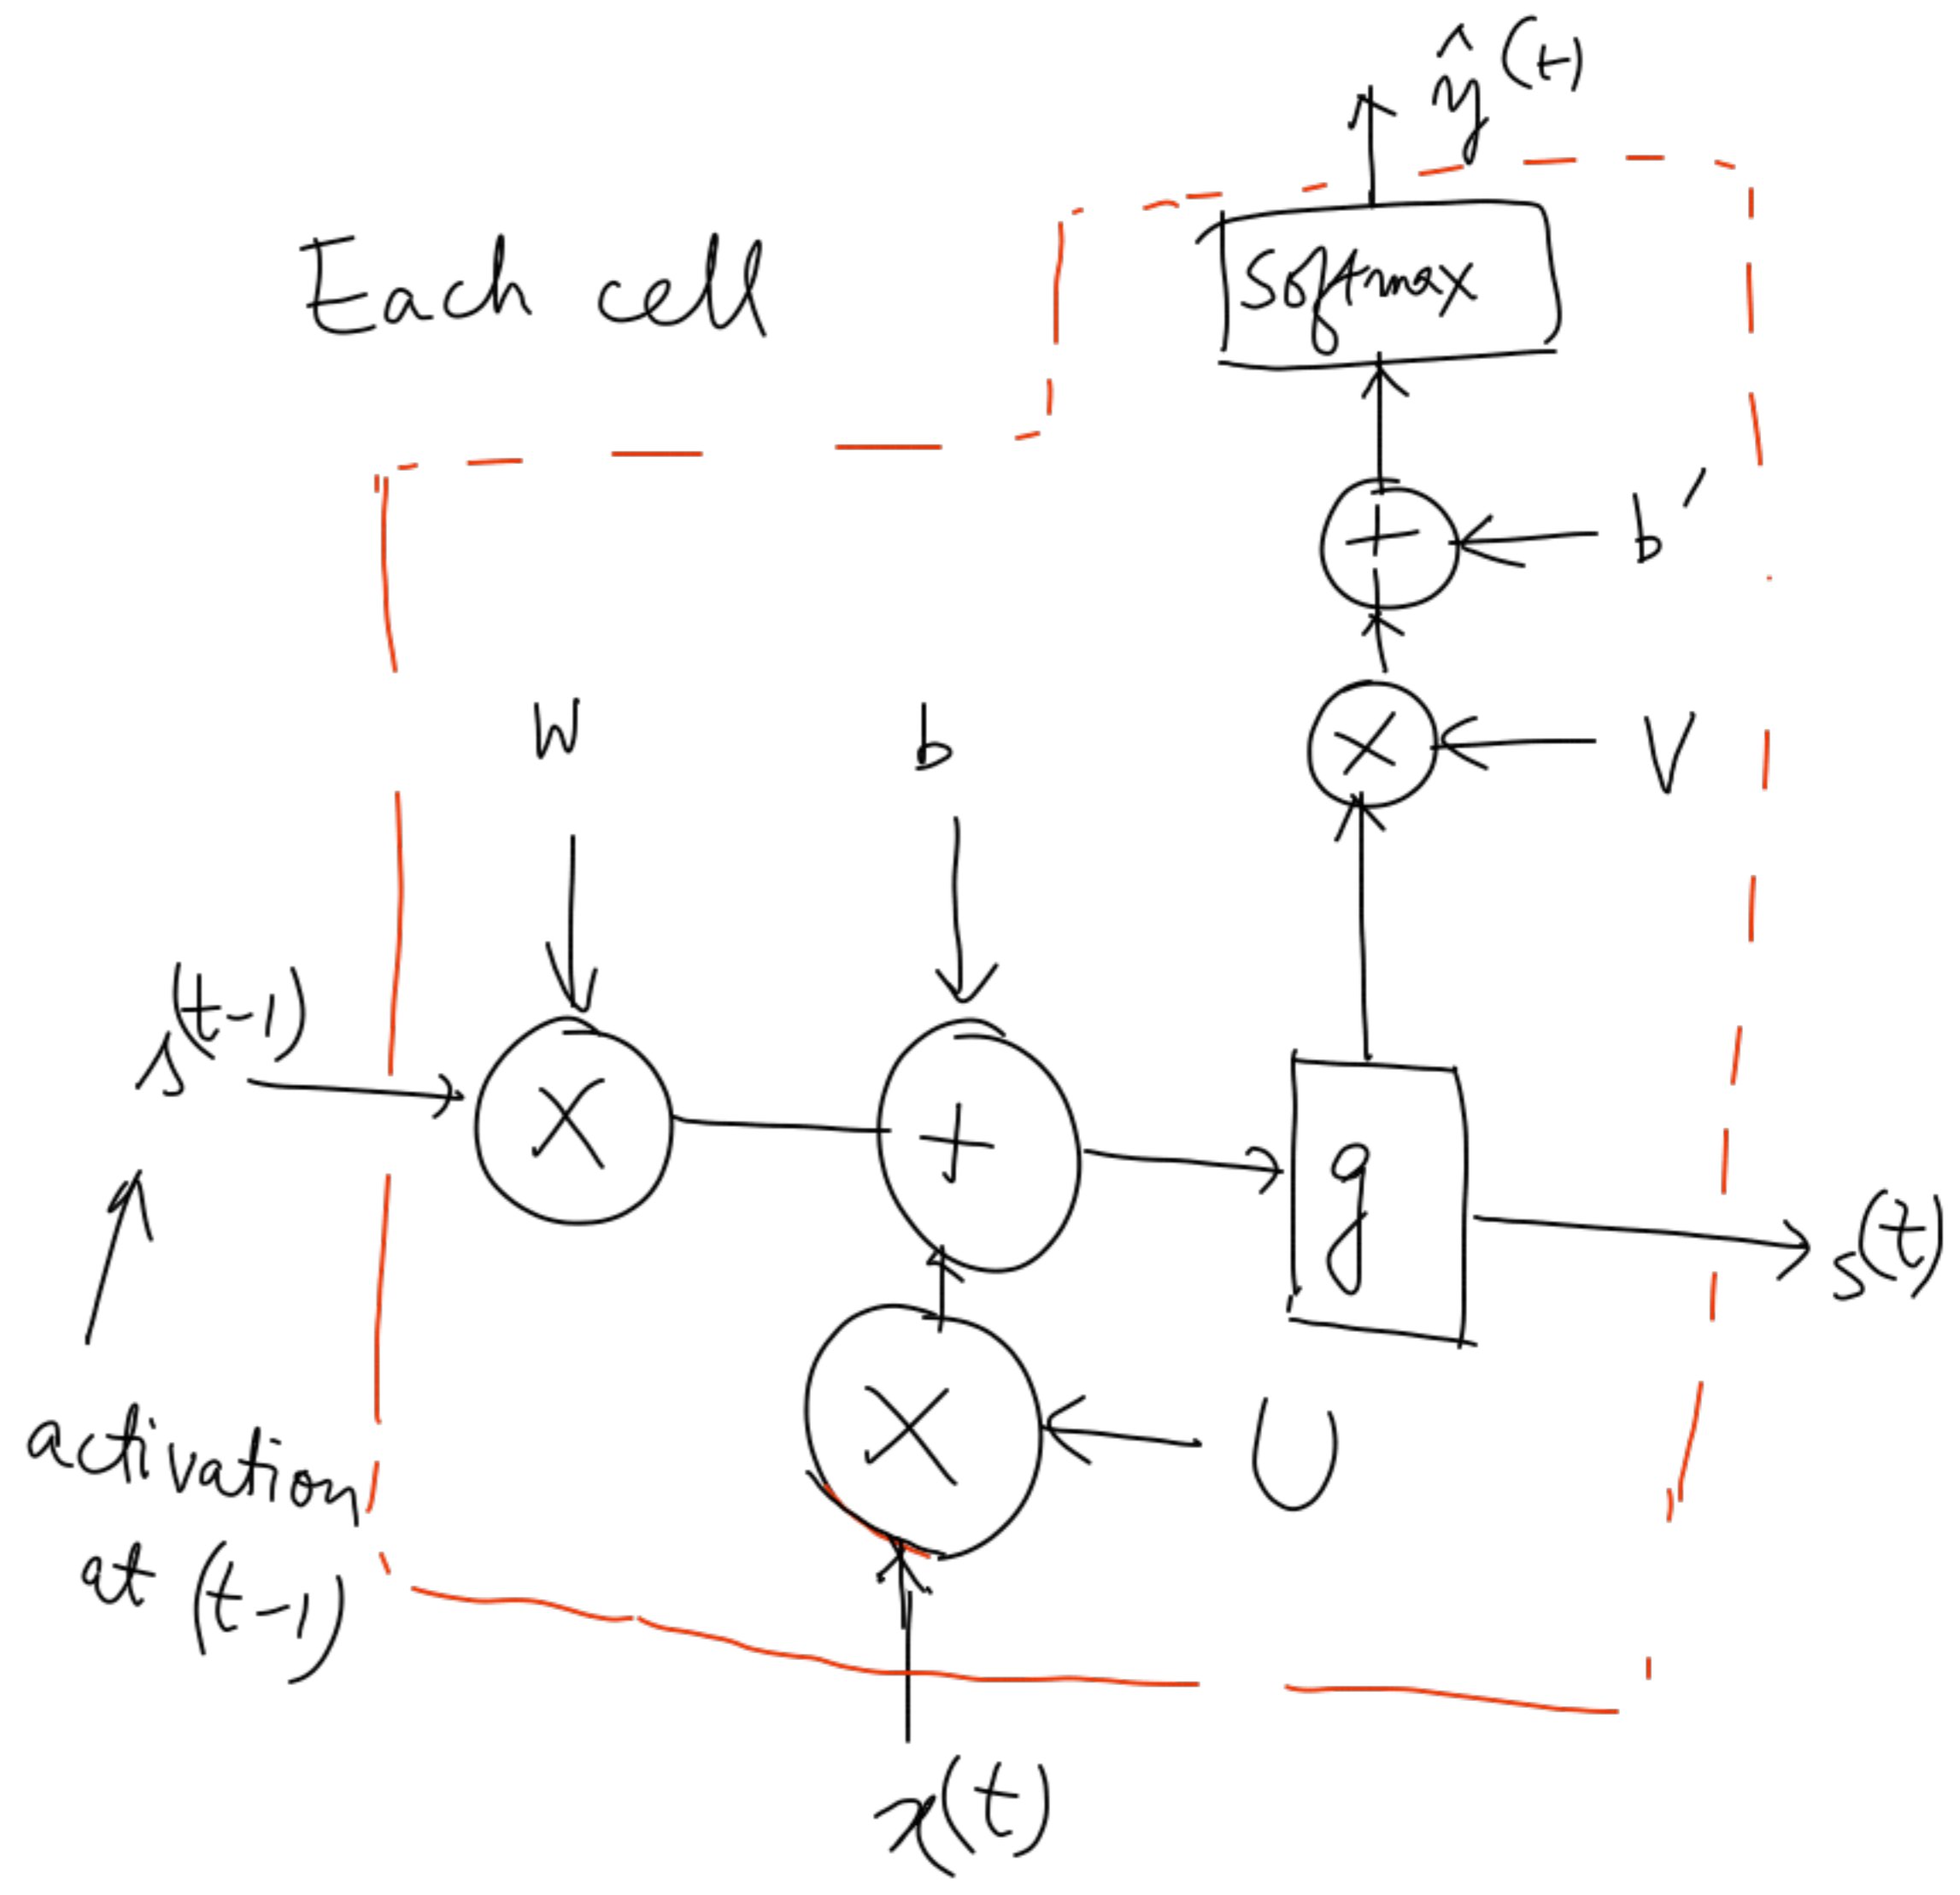 ŷ(t)
Each cell
softmax
+
b′
W
b
×
V
s(t-1)
×
+
g
s(t)
activation
at (t-1)
×
U
x(t)